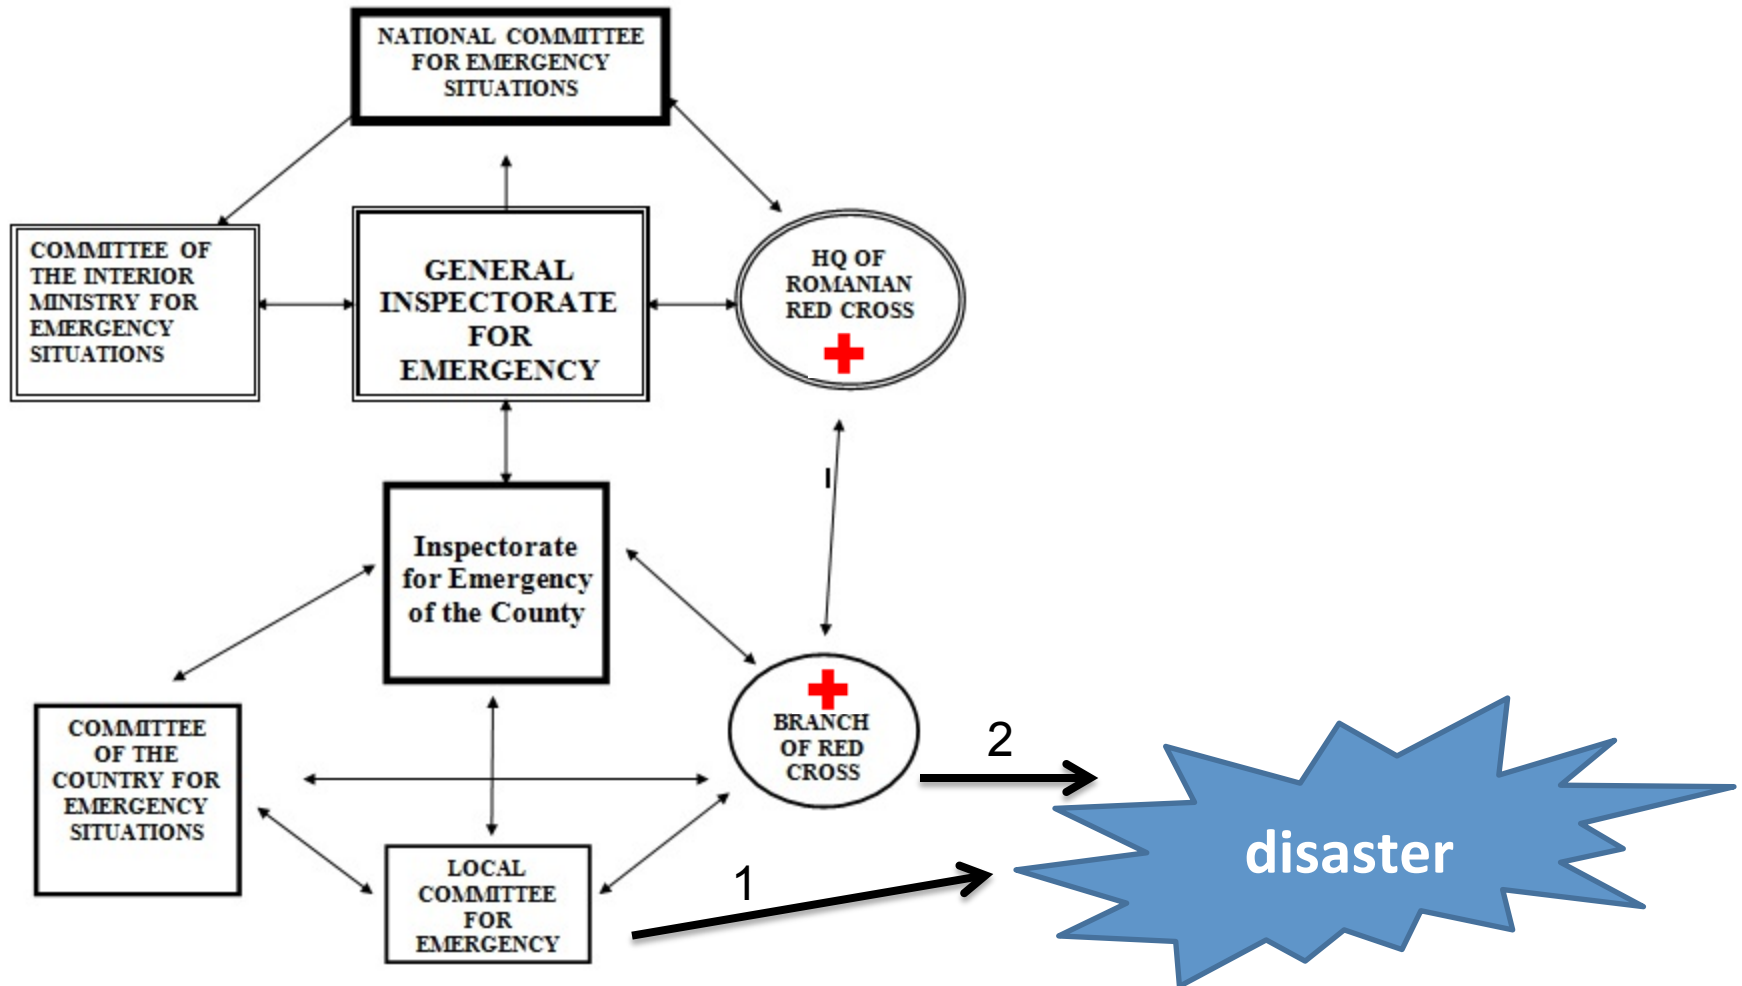 NATIONAL COMMITTEE
FOR EMERGENCY
SITUATIONS
COMMITTEE OF
THE INTERIOR
MINISTRY FOR
EMERGENCY
SITUATIONS
GENERAL
INSPECTORATE
FOR
EMERGENCY
HQ OF
ROMANIAN
RED CROSS
Inspectorate
for Emergency
of the County
COMMITTEE
OF THE
COUNTRY FOR
EMERGENCY
SITUATIONS
BRANCH
OF RED
CROSS
2
LOCAL
COMMITTEE
FOR
EMERGENCY
1
disaster